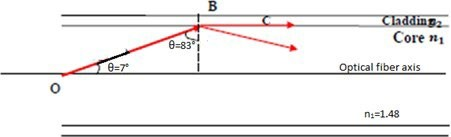 B
C
Cladding n₂
Core n₁
θ=83°
θ=7°
Optical fiber axis
O
n₁=1.48